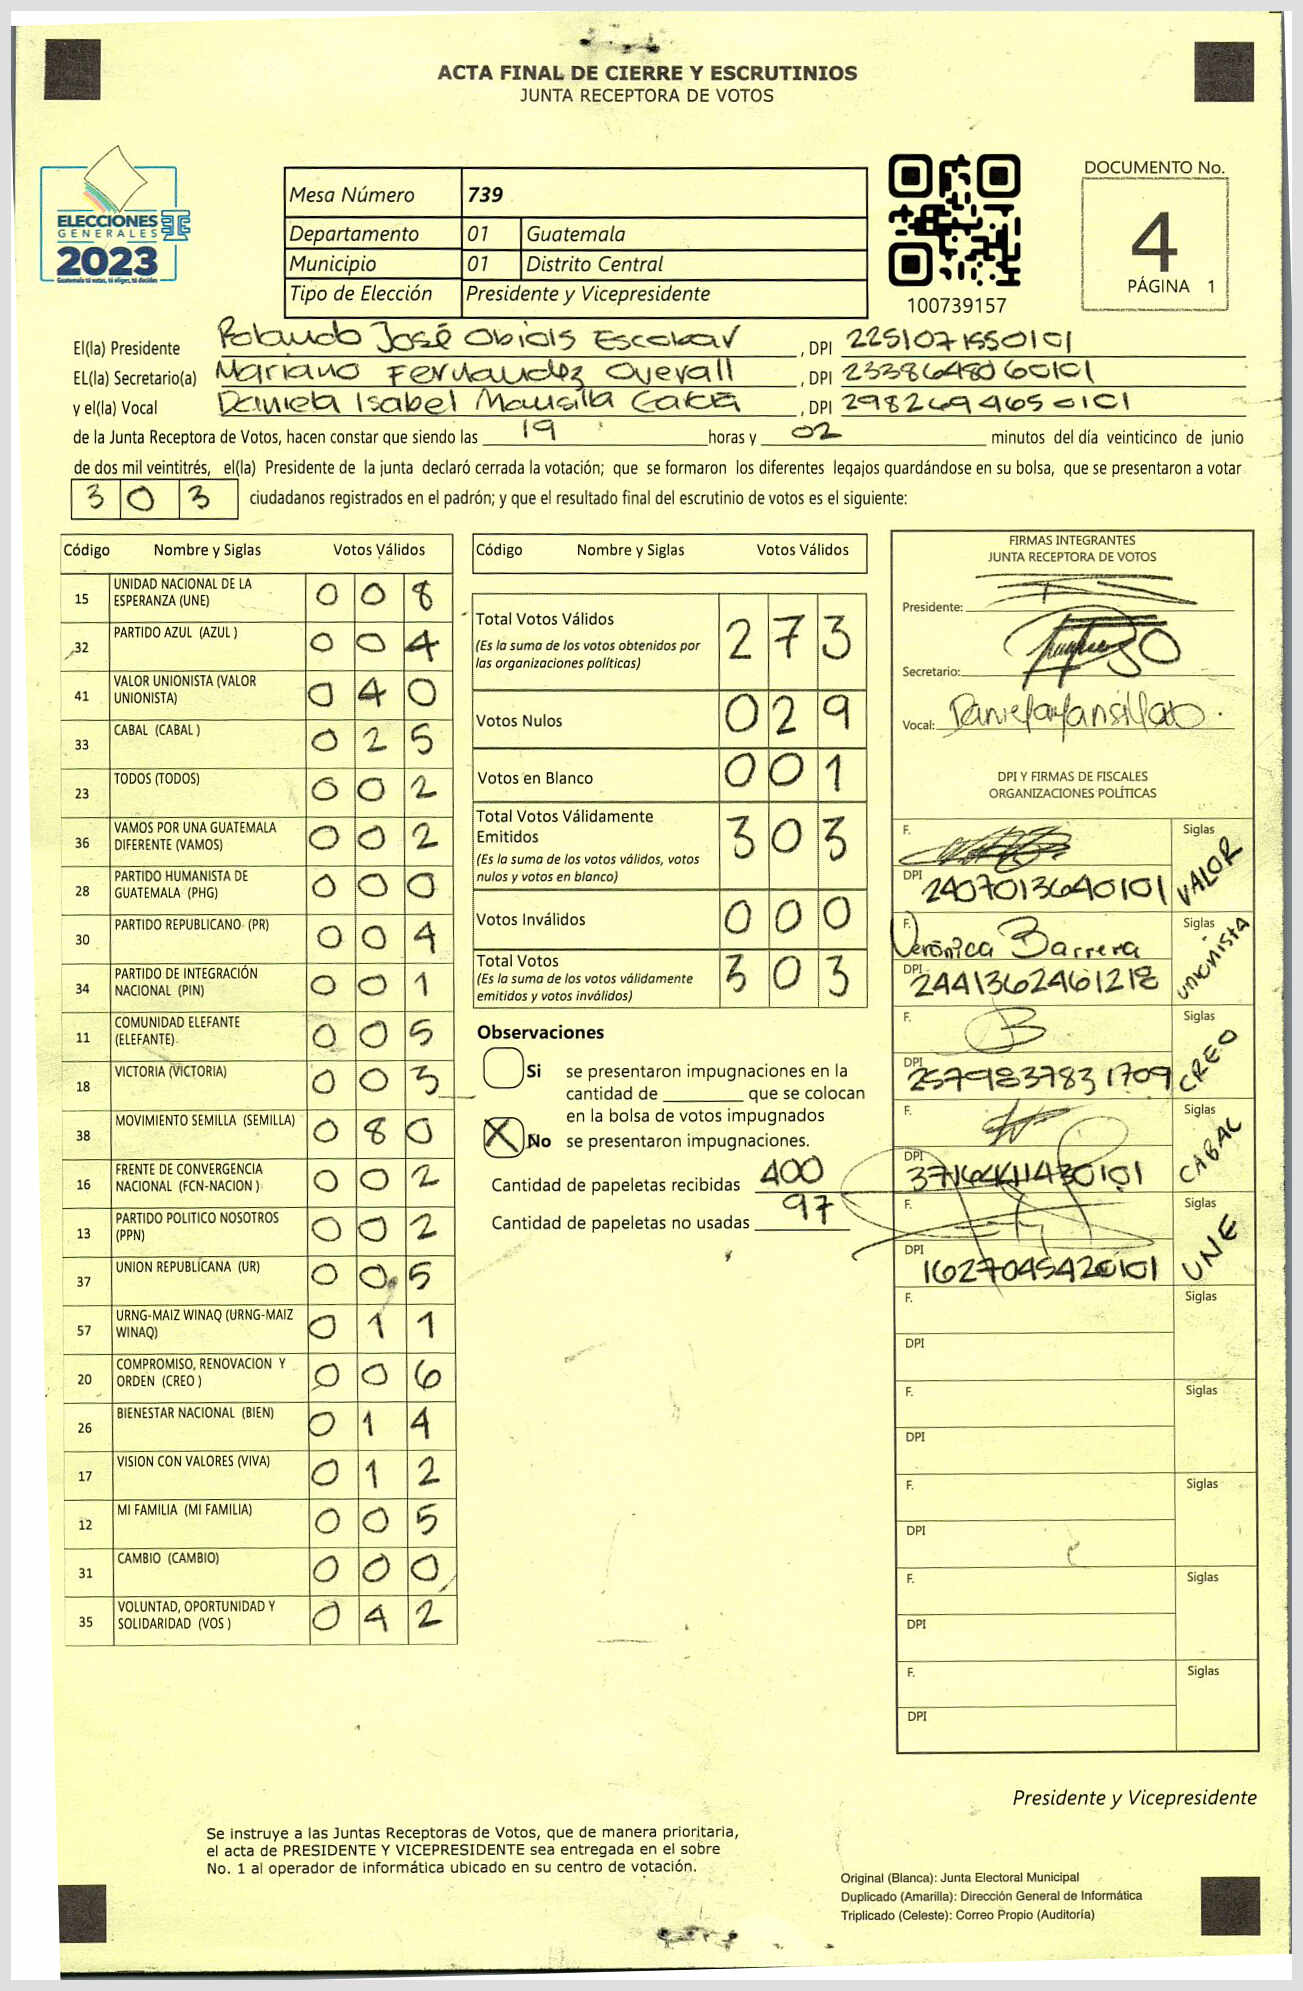 ACTA FINAL DE CIERRE Y ESCRUTINIOS
JUNTA RECEPTORA DE VOTOS
ELECCIONES
GENERALES
2023
Guatemala tú votas, tú eliges, tú decides
Mesa Número 739
Departamento 01 Guatemala
Municipio 01 Distrito Central
Tipo de Elección Presidente y Vicepresidente
100739157
DOCUMENTO No.
4
PÁGINA 1
El(la) Presidente Rolando José Obiols Escobar, DPI 2251071550101
EL(la) Secretario(a) Mariano Fernandez Overall, DPI 2338648060101
y el(la) Vocal Daniela Isabel Mansilla, DPI 2982694650101
de la Junta Receptora de Votos, hacen constar que siendo las 19 horas y 02 minutos del día veinticinco de junio
de dos mil veintitrés, el(la) Presidente de la junta declaró cerrada la votación; que se formaron los diferentes legajos guardándose en su bolsa, que se presentaron a votar
303 ciudadanos registrados en el padrón; y que el resultado final del escrutinio de votos es el siguiente:
Código Nombre y Siglas Votos Válidos
15 UNIDAD NACIONAL DE LA ESPERANZA (UNE) 008
32 PARTIDO AZUL (AZUL ) 004
41 VALOR UNIONISTA (VALOR UNIONISTA) 040
33 CABAL (CABAL ) 025
23 TODOS (TODOS) 002
36 VAMOS POR UNA GUATEMALA DIFERENTE (VAMOS) 002
28 PARTIDO HUMANISTA DE GUATEMALA (PHG) 000
30 PARTIDO REPUBLICANO (PR) 004
34 PARTIDO DE INTEGRACIÓN NACIONAL (PIN) 001
11 COMUNIDAD ELEFANTE (ELEFANTE) 005
18 VICTORIA (VICTORIA) 003
38 MOVIMIENTO SEMILLA (SEMILLA) 080
16 FRENTE DE CONVERGENCIA NACIONAL (FCN-NACION ) 002
13 PARTIDO POLITICO NOSOTROS (PPN) 002
37 UNION REPUBLICANA (UR) 005
57 URNG-MAIZ WINAQ (URNG-MAIZ WINAQ) 011
20 COMPROMISO, RENOVACION Y ORDEN (CREO ) 006
26 BIENESTAR NACIONAL (BIEN) 014
17 VISION CON VALORES (VIVA) 012
12 MI FAMILIA (MI FAMILIA) 005
31 CAMBIO (CAMBIO) 000
35 VOLUNTAD, OPORTUNIDAD Y SOLIDARIDAD (VOS ) 042
Código Nombre y Siglas Votos Válidos
Total Votos Válidos 273
(Es la suma de los votos obtenidos por
las organizaciones políticas)
Votos Nulos 029
Votos en Blanco 001
Total Votos Válidamente
Emitidos 303
(Es la suma de los votos válidos, votos
nulos y votos en blanco)
Votos Inválidos 000
Total Votos 303
(Es la suma de los votos válidamente
emitidos y votos inválidos)
Observaciones
Si se presentaron impugnaciones en la
cantidad de ________ que se colocan
en la bolsa de votos impugnados
X No se presentaron impugnaciones.
Cantidad de papeletas recibidas 400
Cantidad de papeletas no usadas 97
FIRMAS INTEGRANTES
JUNTA RECEPTORA DE VOTOS
Presidente:
Secretario:
Vocal:
DPI Y FIRMAS DE FISCALES
ORGANIZACIONES POLÍTICAS
F. Siglas VALOR
DPI 2407013640101
F. Verónica Barrera Siglas UNIONISTA
DPI 2441362461218
F. Siglas CREO
DPI 2579837831709
F. Siglas CABAL
DPI
F. Siglas UNE
DPI 1627045420101
F. Siglas
DPI
F. Siglas
DPI
F. Siglas
DPI
F. Siglas
DPI
F. Siglas
DPI
Presidente y Vicepresidente
Se instruye a las Juntas Receptoras de Votos, que de manera prioritaria,
el acta de PRESIDENTE Y VICEPRESIDENTE sea entregada en el sobre
No. 1 al operador de informática ubicado en su centro de votación.
Original (Blanca): Junta Electoral Municipal
Duplicado (Amarilla): Dirección General de Informática
Triplicado (Celeste): Correo Propio (Auditoría)